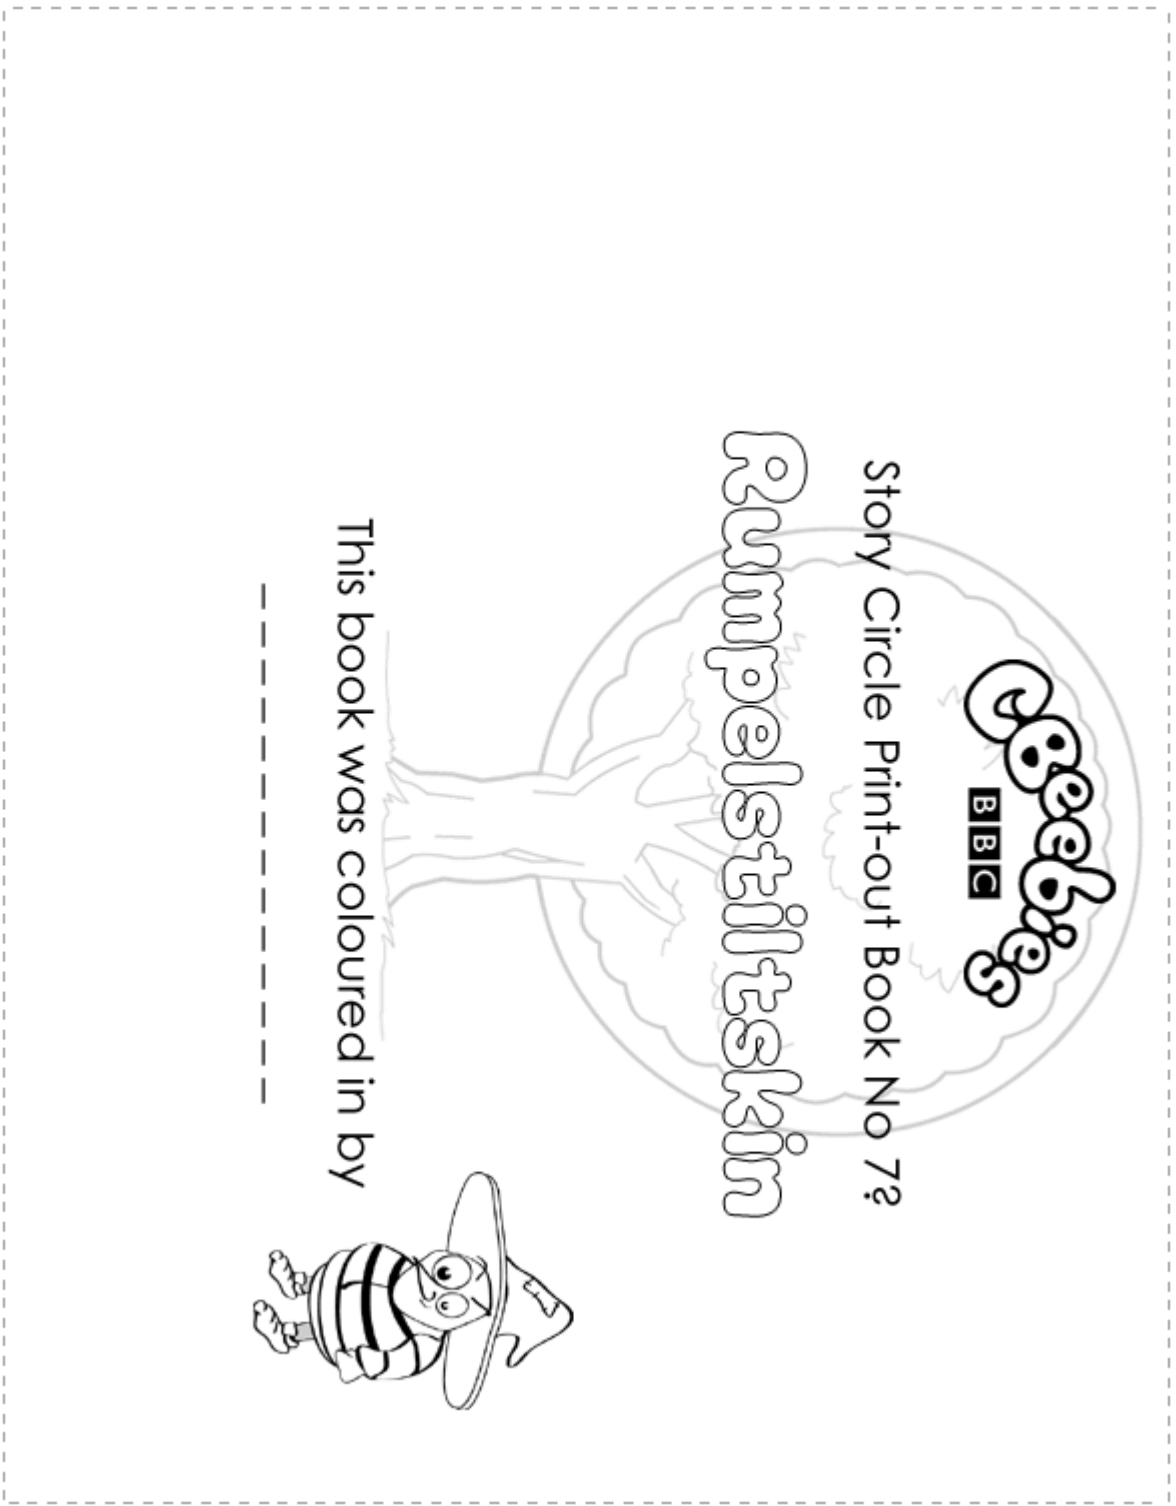 CBeebies
BBC
Story Circle Print-out Book No 7?
Rumpelstiltskin
This book was coloured in by